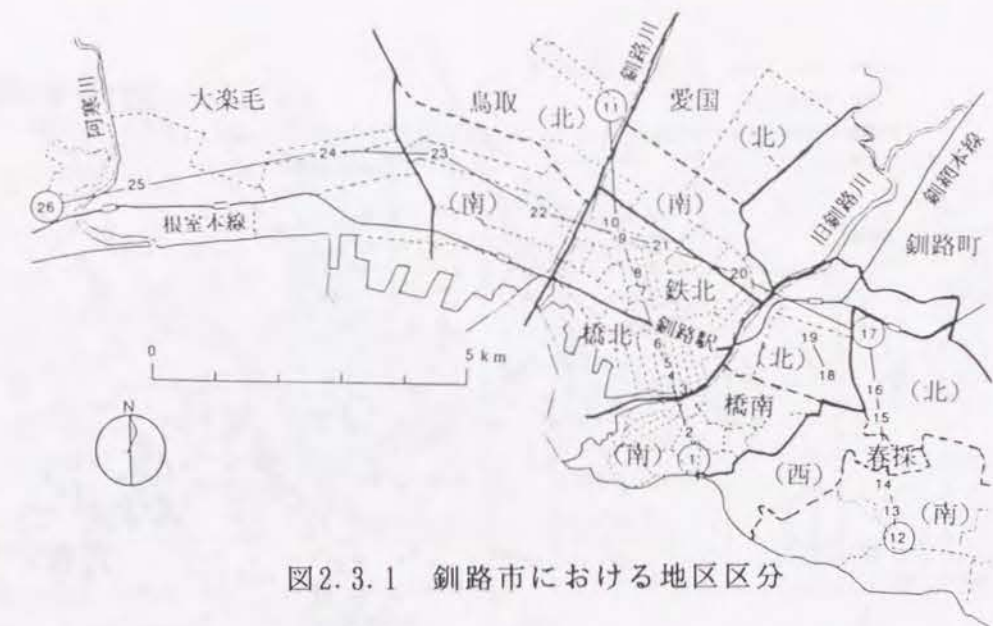 釧路川
11
阿寒川
大楽毛
鳥取
(北)
愛国
(北)
旧釧路川
釧網本線
釧路町
26
25
24
23
22
(南)
(南)
10
9
8
21
20
根室本線
鉄北
橋北
釧路駅
6
5
4
3
2
1
(北)
19
18
17
16
15
(北)
橋南
(南)
(西)
春採
14
13
12
(南)
0
5km
N
図2.3.1 釧路市における地区区分